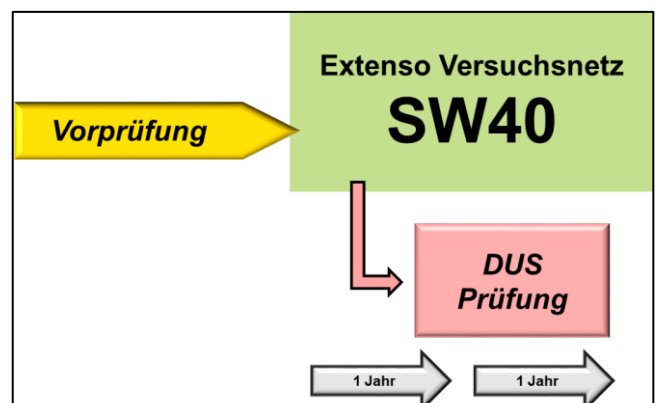 Extenso Versuchsnetz
SW40
Vorprüfung
DUS
Prüfung
1 Jahr
1 Jahr